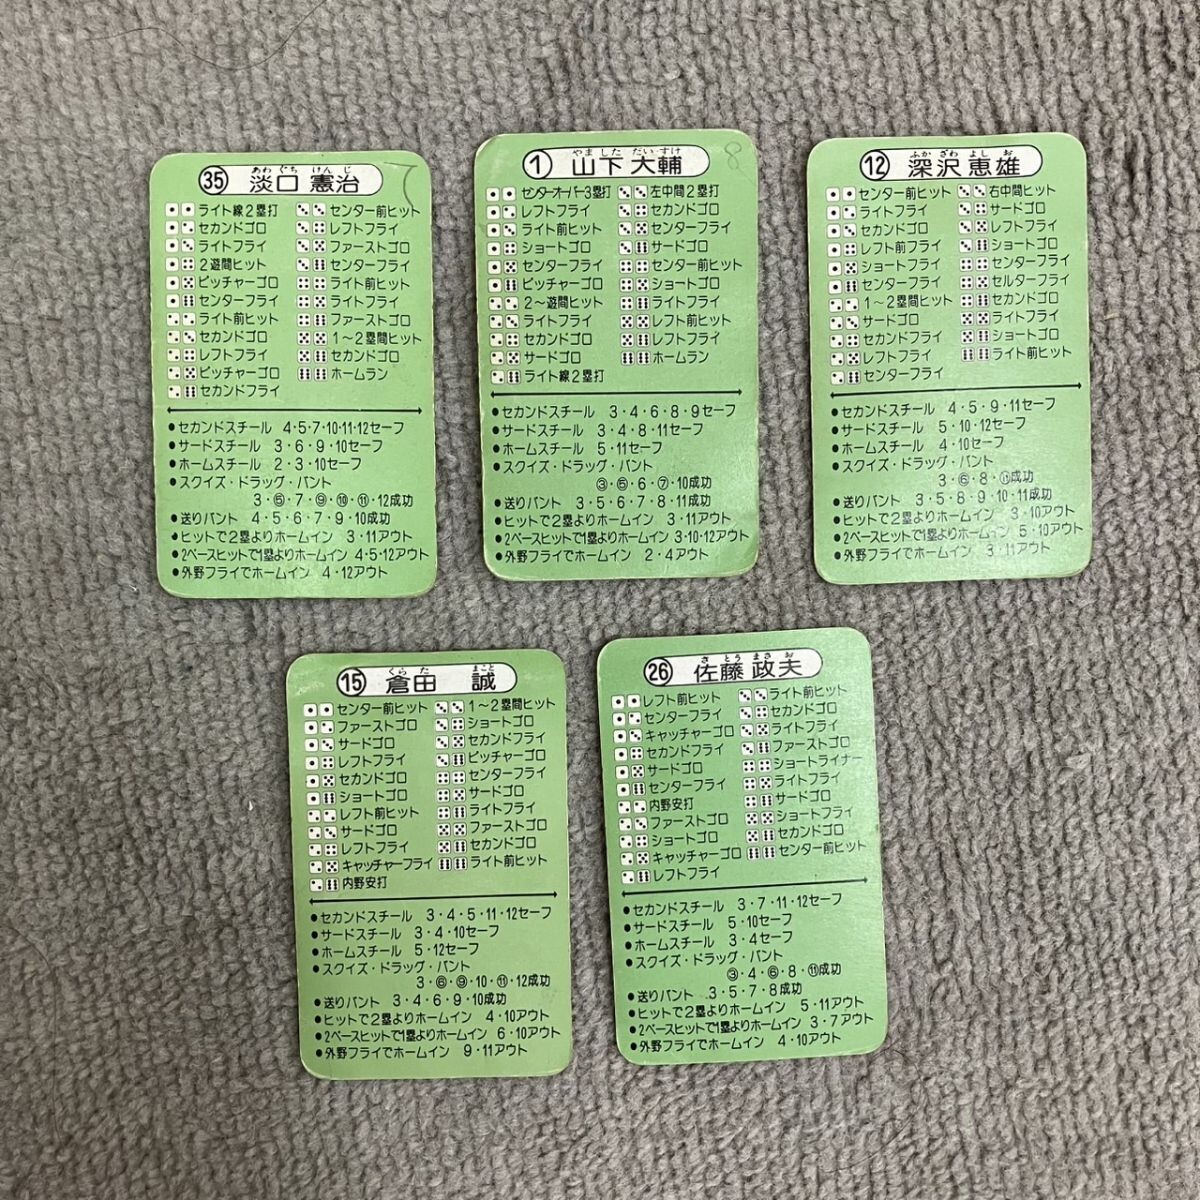 35 淡口 憲治
あわ ぐち けん じ
ライト線2塁打 センター前ヒット
セカンドゴロ レフトフライ
ライトフライ ファーストゴロ
2遊間ヒット センターフライ
ピッチャーゴロ ライト前ヒット
センターフライ ライトフライ
ライト前ヒット ファーストゴロ
セカンドゴロ 1〜2塁間ヒット
レフトフライ セカンドゴロ
ピッチャーゴロ ホームラン
セカンドフライ
●セカンドスチール 4・5・7・10・11・12セーフ
●サードスチール 3・6・9・10セーフ
●ホームスチール 2・3・10セーフ
●スクイズ・ドラッグ・バント
3・⑤・7・⑨・⑩・⑪・12成功
●送りバント 4・5・6・7・9・10成功
●ヒットで2塁よりホームイン 3・11アウト
●2ベースヒットで1塁よりホームイン 4・5・12アウト
●外野フライでホームイン 4・12アウト
1 山下 大輔
やま した だい すけ
8
センターオーバー3塁打 左中間2塁打
レフトフライ セカンドゴロ
ライト前ヒット センターフライ
ショートゴロ サードゴロ
センターフライ センター前ヒット
ピッチャーゴロ ショートゴロ
2〜遊間ヒット ライトフライ
ライトフライ レフト前ヒット
セカンドゴロ レフトフライ
サードゴロ ホームラン
ライト線2塁打
●セカンドスチール 3・4・6・8・9セーフ
●サードスチール 3・4・8・11セーフ
●ホームスチール 5・11セーフ
●スクイズ・ドラッグ・バント
③・⑤・6・⑦・10成功
●送りバント 3・5・6・7・8・11成功
●ヒットで2塁よりホームイン 3・11アウト
●2ベースヒットで1塁よりホームイン 3・10・12アウト
●外野フライでホームイン 2・4アウト
12 深沢 恵雄
ふか ざわ よし お
センター前ヒット 右中間ヒット
ライトフライ サードゴロ
セカンドゴロ レフトフライ
レフト前フライ ショートゴロ
ショートフライ センターフライ
センターフライ セルターフライ
1〜2塁間ヒット セカンドゴロ
サードゴロ ライトフライ
セカンドフライ ショートゴロ
レフトフライ ライト前ヒット
センターフライ
●セカンドスチール 4・5・9・11セーフ
●サードスチール 5・10・12セーフ
●ホームスチール 4・10セーフ
●スクイズ・ドラッグ・バント
3・⑥・8・⑪成功
●送りバント 3・5・8・9・10・11成功
●ヒットで2塁よりホームイン 3・10アウト
●2ベースヒットで1塁よりホームイン 5・10アウト
●外野フライでホームイン 3・11アウト
15 倉田 誠
くら た まこと
センター前ヒット 1〜2塁間ヒット
ファーストゴロ ショートゴロ
サードゴロ セカンドフライ
レフトフライ ピッチャーゴロ
セカンドゴロ センターフライ
ショートゴロ サードゴロ
レフト前ヒット ライトフライ
サードゴロ ファーストゴロ
レフトフライ セカンドゴロ
キャッチャーフライ ライト前ヒット
内野安打
●セカンドスチール 3・4・5・11・12セーフ
●サードスチール 3・4・10セーフ
●ホームスチール 5・12セーフ
●スクイズ・ドラッグ・バント
3・⑥・⑨・10・⑪・12成功
●送りバント 3・4・6・9・10成功
●ヒットで2塁よりホームイン 4・10アウト
●2ベースヒットで1塁よりホームイン 6・10アウト
●外野フライでホームイン 9・11アウト
26 佐藤 政夫
さ とう まさ お
レフト前ヒット ライト前ヒット
センターフライ セカンドゴロ
キャッチャーゴロ ライトフライ
セカンドフライ ファーストゴロ
サードゴロ ショートライナー
センターフライ ライトフライ
内野安打 サードゴロ
ファーストゴロ ショートフライ
ショートゴロ セカンドゴロ
キャッチャーゴロ センター前ヒット
レフトフライ
●セカンドスチール 3・7・11・12セーフ
●サードスチール 5・10セーフ
●ホームスチール 3・4セーフ
●スクイズ・ドラッグ・バント
③・4・⑥・8・⑪成功
●送りバント 3・5・7・8成功
●ヒットで2塁よりホームイン 5・11アウト
●2ベースヒットで1塁よりホームイン 3・7アウト
●外野フライでホームイン 4・10アウト